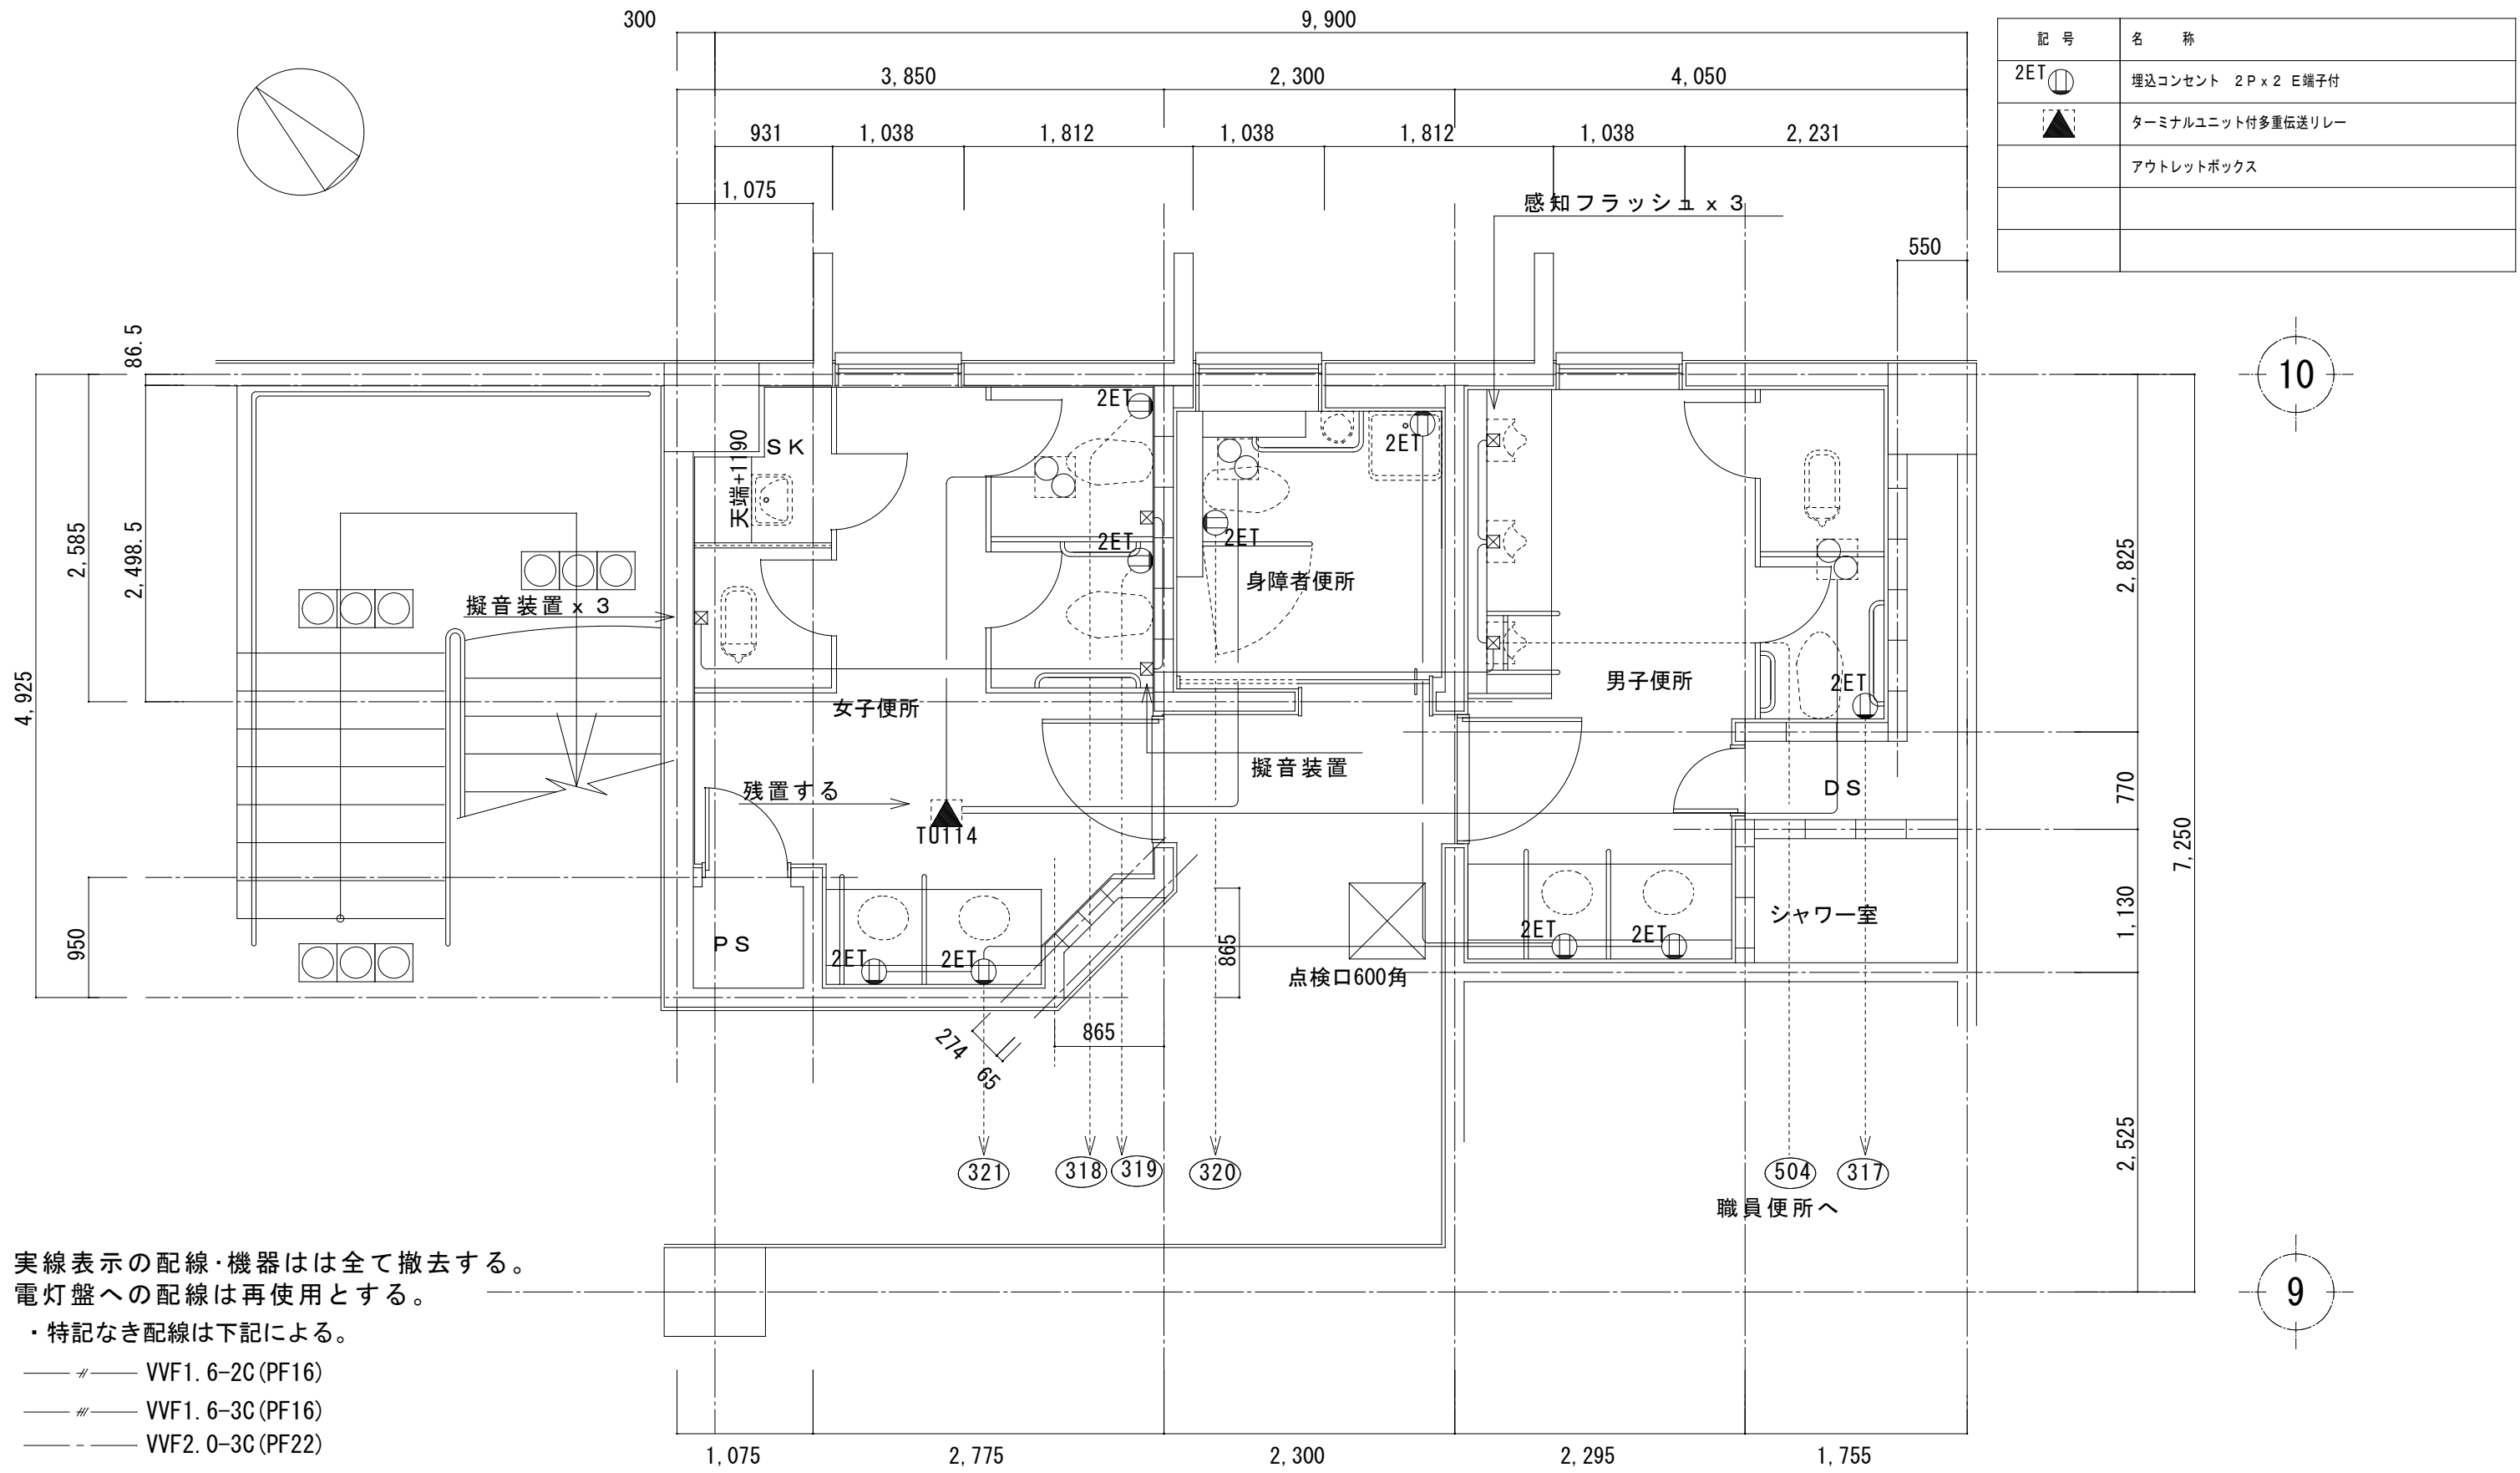 300
9,900
3,850
2,300
4,050
931
1,038
1,812
1,038
1,812
1,038
2,231
1,075
感知フラッシュｘ３
550
記 号
名 称
2ET
埋込コンセント ２Ｐｘ２ Ｅ端子付
ターミナルユニット付多重伝送リレー
アウトレットボックス
86.5
2,585
2,498.5
4,925
950
10
ＳＫ
天端+1190
2ET
2ET
2ET
2ET
身障者便所
擬音装置ｘ３
女子便所
男子便所
2ET
2,825
770
7,250
1,130
2,525
残置する
TU114
擬音装置
ＤＳ
ＰＳ
2ET
2ET
2ET
2ET
シャワー室
点検口600角
865
865
274
65
321
318
319
320
504
317
職員便所へ
9
実線表示の配線・機器はは全て撤去する。
電灯盤への配線は再使用とする。
・特記なき配線は下記による。
VVF1.6-2C(PF16)
VVF1.6-3C(PF16)
VVF2.0-3C(PF22)
1,075
2,775
2,300
2,295
1,755